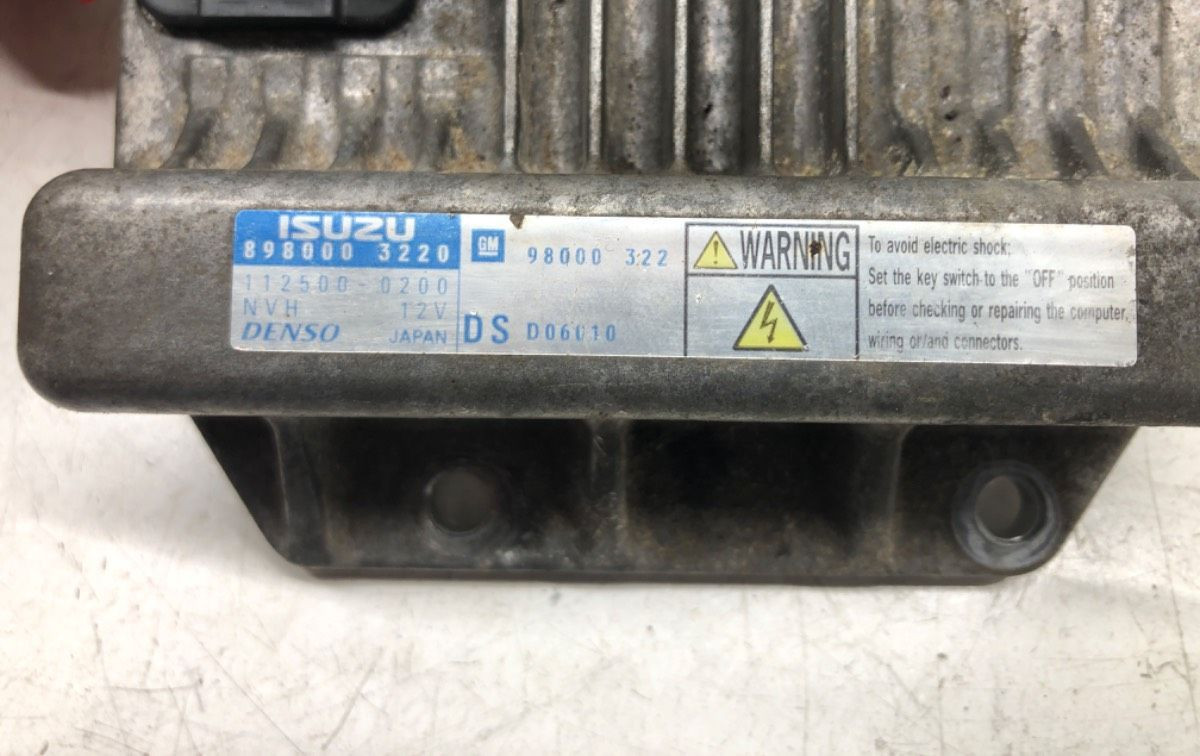 ISUZU
898000 3220
112500-0200
NVH 12V
DENSO JAPAN
GM 98000 322
DS D06010
WARNING
To avoid electric shock;
Set the key switch to the "OFF" position
before checking or repairing the computer,
wiring or/and connectors.